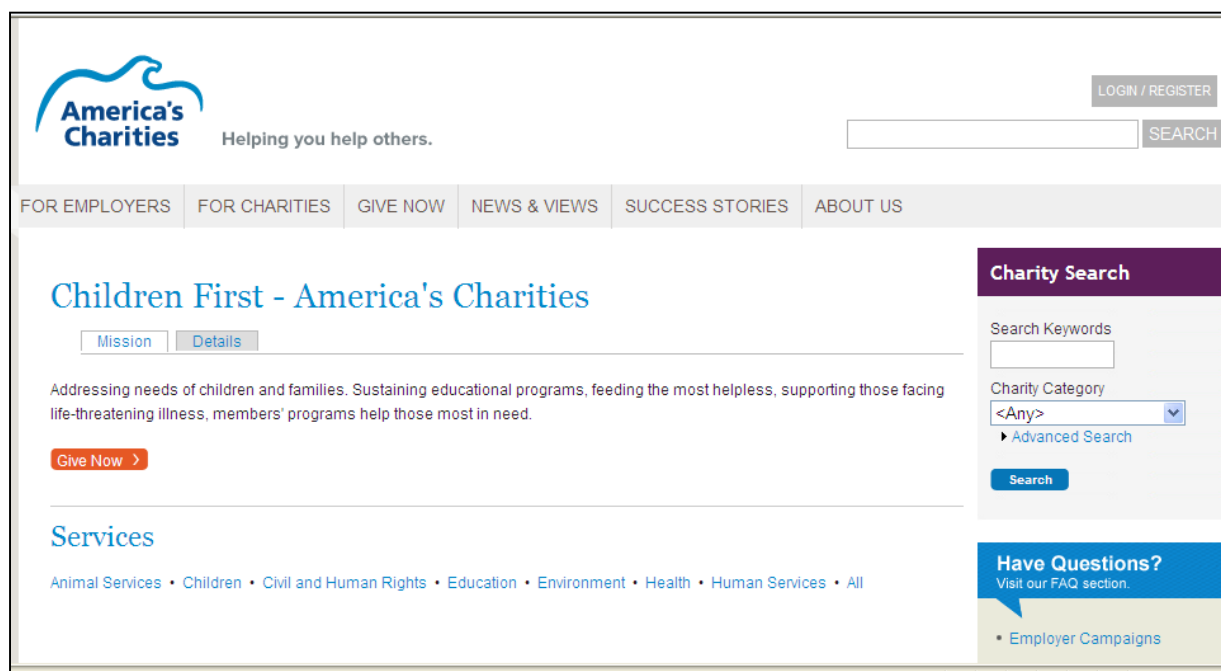 America's
Charities
Helping you help others.
LOGIN / REGISTER
SEARCH
FOR EMPLOYERS
FOR CHARITIES
GIVE NOW
NEWS & VIEWS
SUCCESS STORIES
ABOUT US
Children First - America's Charities
Mission
Details
Addressing needs of children and families. Sustaining educational programs, feeding the most helpless, supporting those facing
life-threatening illness, members' programs help those most in need.
Give Now >
Services
Animal Services • Children • Civil and Human Rights • Education • Environment • Health • Human Services • All
Charity Search
Search Keywords
Charity Category
<Any>
Advanced Search
Search
Have Questions?
Visit our FAQ section.
• Employer Campaigns